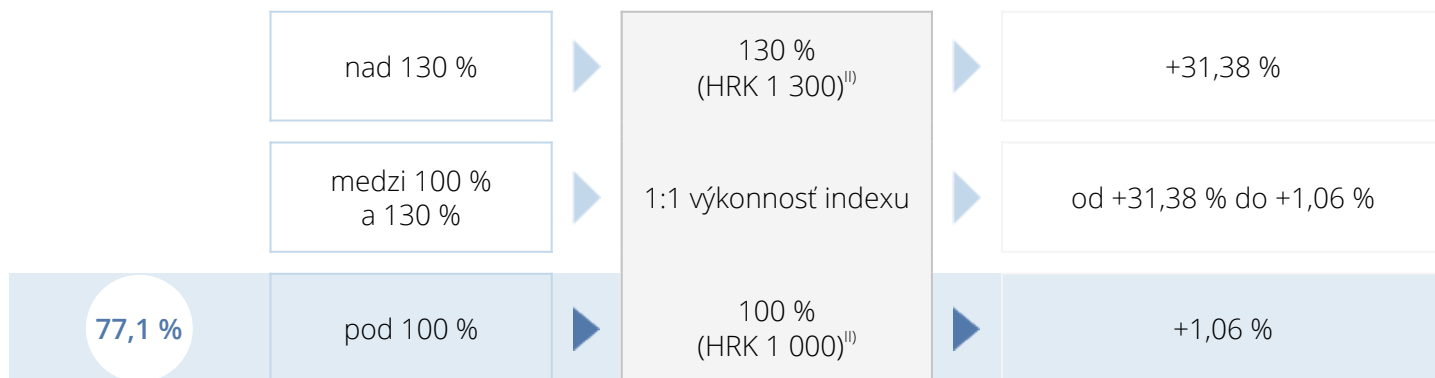 nad 130 %
130 %
(HRK 1 300)II)
+31,38 %
medzi 100 %
a 130 %
1:1 výkonnosť indexu
od +31,38 % do +1,06 %
77,1 %
pod 100 %
100 %
(HRK 1 000)II)
+1,06 %